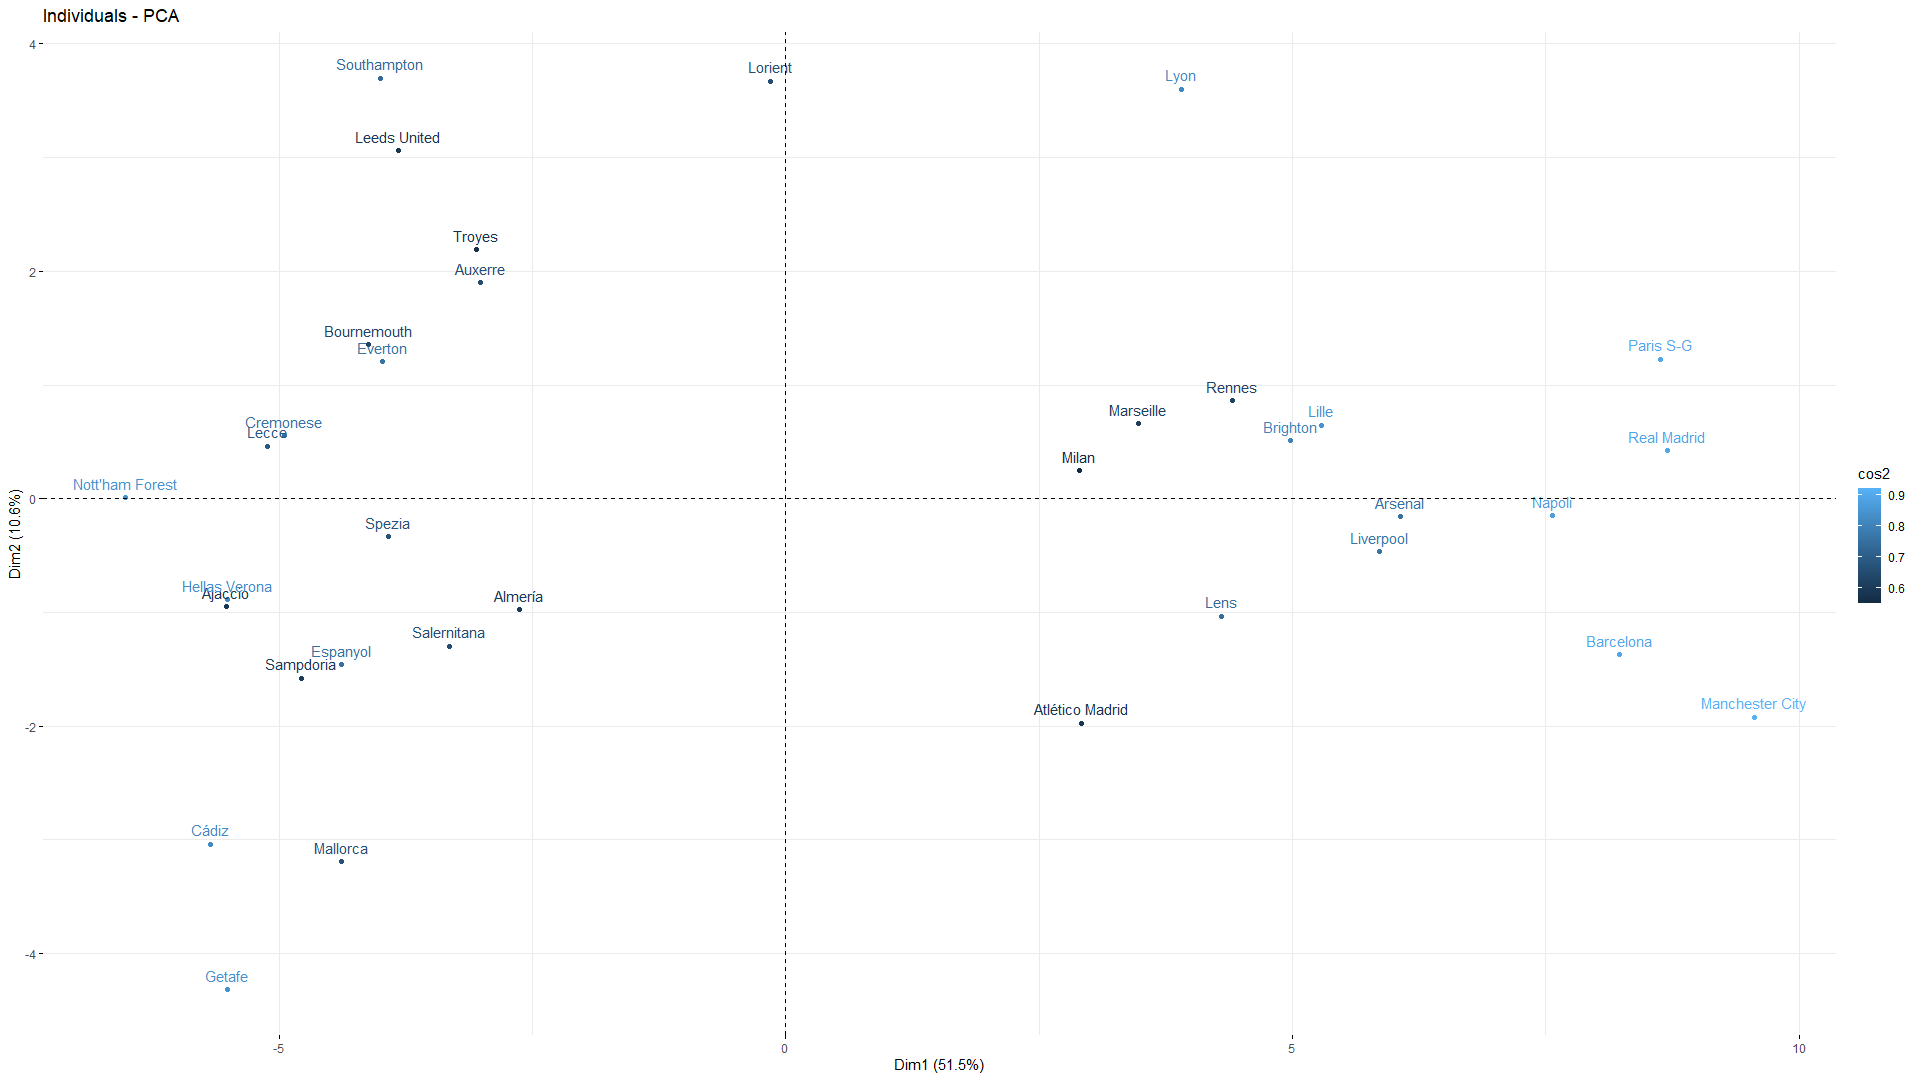 Individuals - PCA
4
Southampton
Lorient
Lyon
Leeds United
Troyes
Auxerre
2
Bournemouth
Everton
Paris S-G
Rennes
Marseille
Lille
Cremonese
Brighton
Lecce
Real Madrid
Milan
cos2
Nott'ham Forest
0
Arsenal
Napoli
0.9
Spezia
0.8
Liverpool
Dim2 (10.6%)
0.7
Hellas Verona
0.6
Ajaccio
Almería
Lens
Salernitana
Espanyol
Barcelona
Sampdoria
Manchester City
Atlético Madrid
-2
Cádiz
Mallorca
-4
Getafe
-5
0
5
10
Dim1 (51.5%)